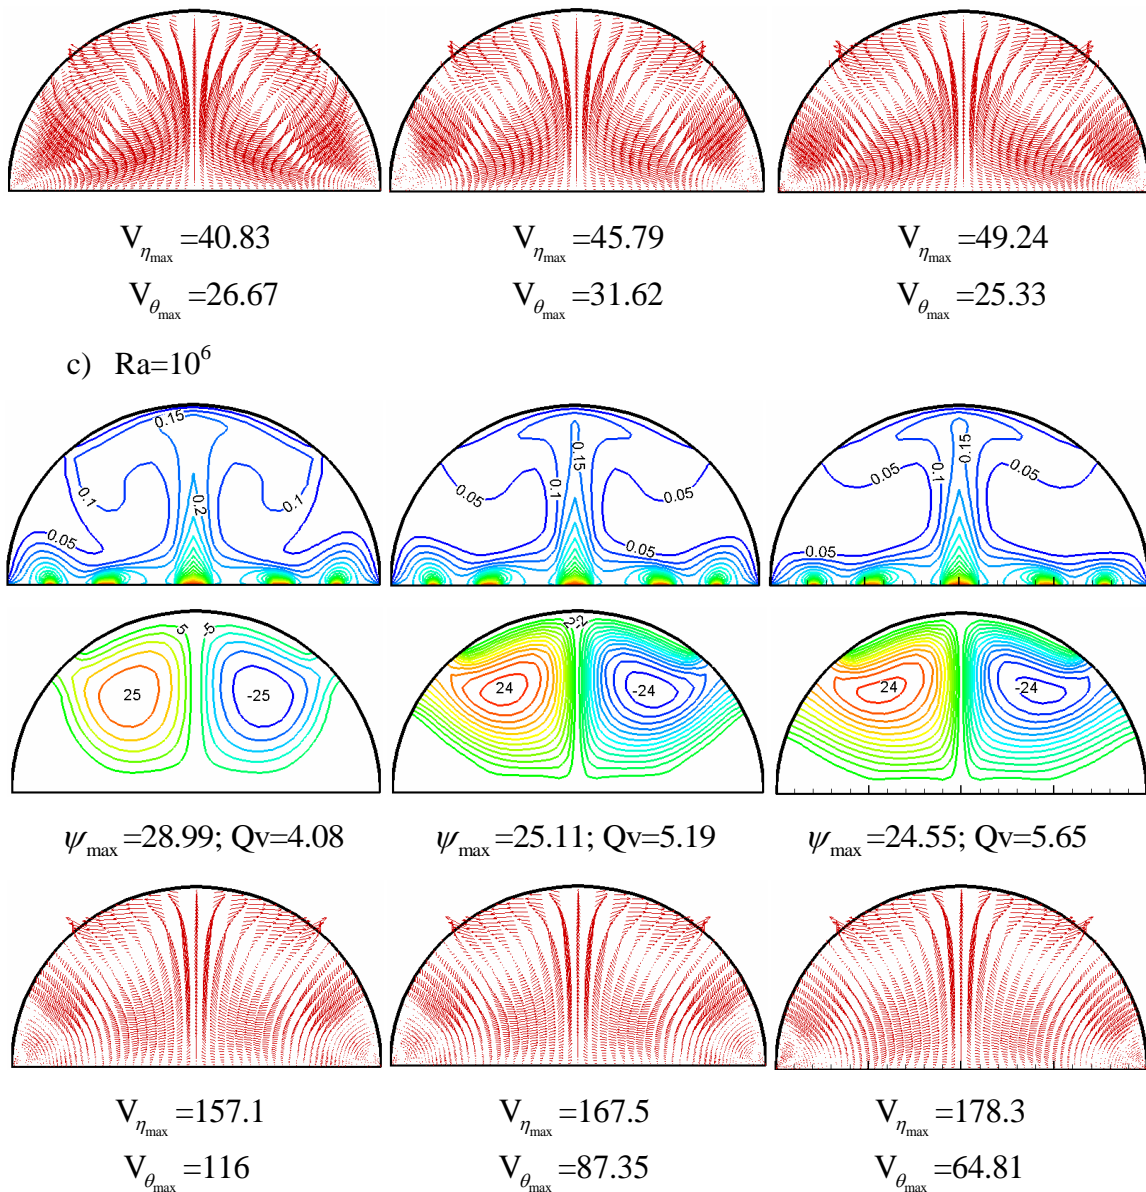 V_ηmax =40.83 V_ηmax =45.79 V_ηmax =49.24
V_θmax =26.67 V_θmax =31.62 V_θmax =25.33
c) Ra=10^6
0.15 0.1 0.1 0.2 0.05
0.15 0.1 0.05 0.05 0.05
0.15 0.1 0.05 0.05 0.05
5 -5 25 -25
2 -2 24 -24
24 -24
ψ_max =28.99; Qv=4.08 ψ_max =25.11; Qv=5.19 ψ_max =24.55; Qv=5.65
V_ηmax =157.1 V_ηmax =167.5 V_ηmax =178.3
V_θmax =116 V_θmax =87.35 V_θmax =64.81